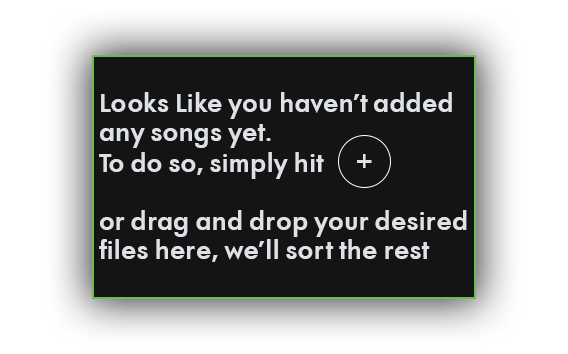 Looks Like you haven't added
any songs yet.
To do so, simply hit +
or drag and drop your desired
files here, we'll sort the rest